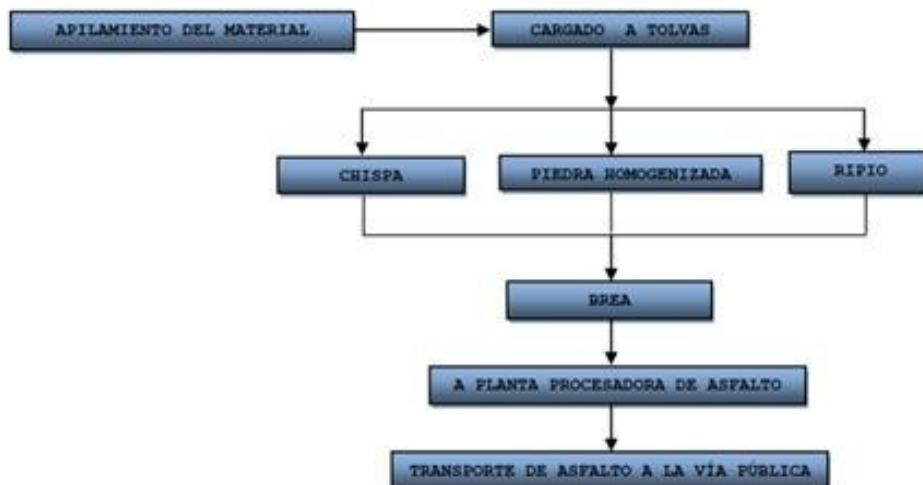 APILAMIENTO DEL MATERIAL
CARGADO A TOLVAS
CHISPA
PIEDRA HOMOGENIZADA
RIPIO
BREA
A PLANTA PROCESADORA DE ASFALTO
TRANSPORTE DE ASFALTO A LA VÍA PÚBLICA